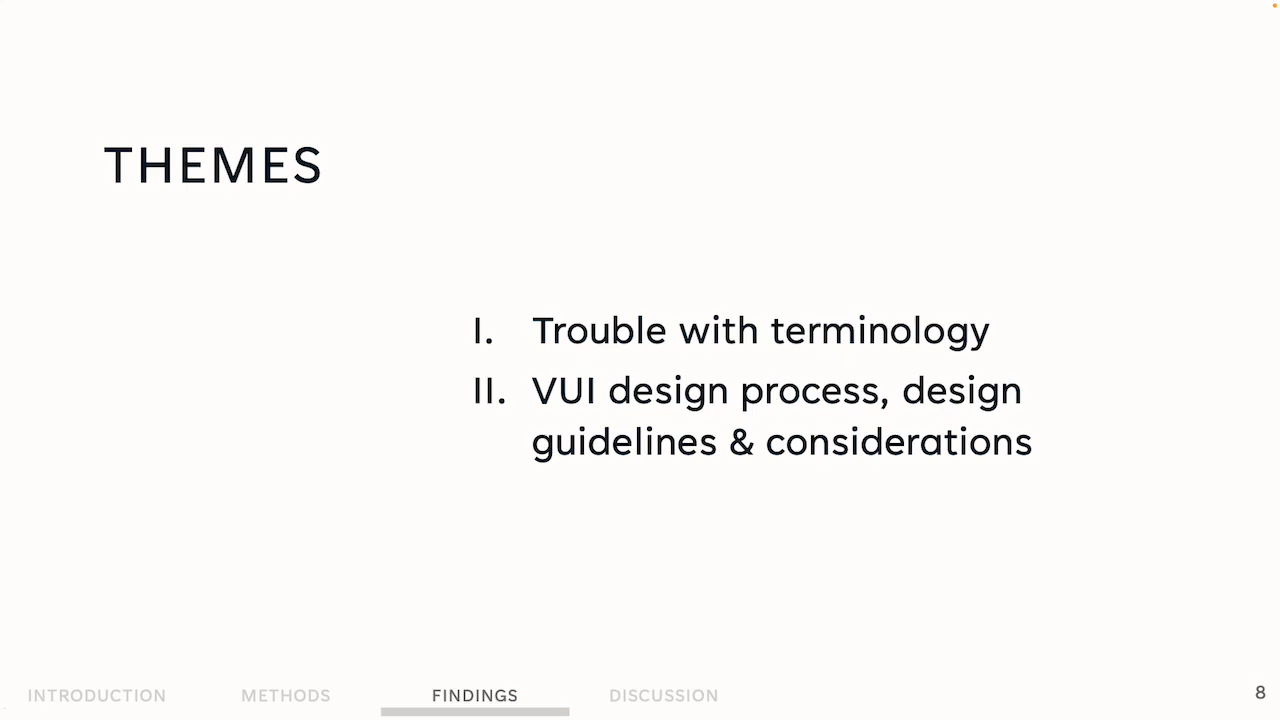 THEMES
I. Trouble with terminology
II. VUI design process, design
guidelines & considerations
INTRODUCTION METHODS FINDINGS DISCUSSION 8